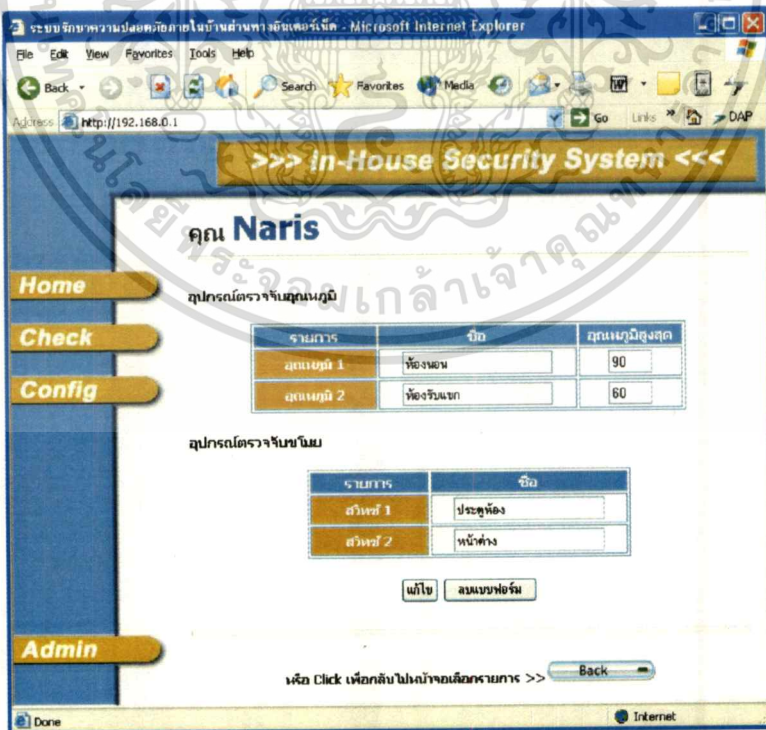 ระบบรักษาความปลอดภัยภายในบ้านผ่านทางอินเตอร์เน็ต - Microsoft Internet Explorer
File Edit View Favorites Tools Help
Back Search Favorites Media
Address http://192.168.0.1 Go Links » DAP
>>> In-House Security System <<<
คุณ Naris
Home
อุปกรณ์ตรวจจับอุณหภูมิ
Check
รายการ ชื่อ อุณหภูมิสูงสุด
อุณหภูมิ 1 ห้องนอน 90
Config
อุณหภูมิ 2 ห้องรับแขก 60
อุปกรณ์ตรวจจับขโมย
รายการ ชื่อ
สวิทซ์ 1 ประตูห้อง
สวิทซ์ 2 หน้าต่าง
แก้ไข ลบแบบฟอร์ม
Admin
หรือ Click เพื่อกลับไปหน้าจอเลือกรายการ >> Back
Done Internet